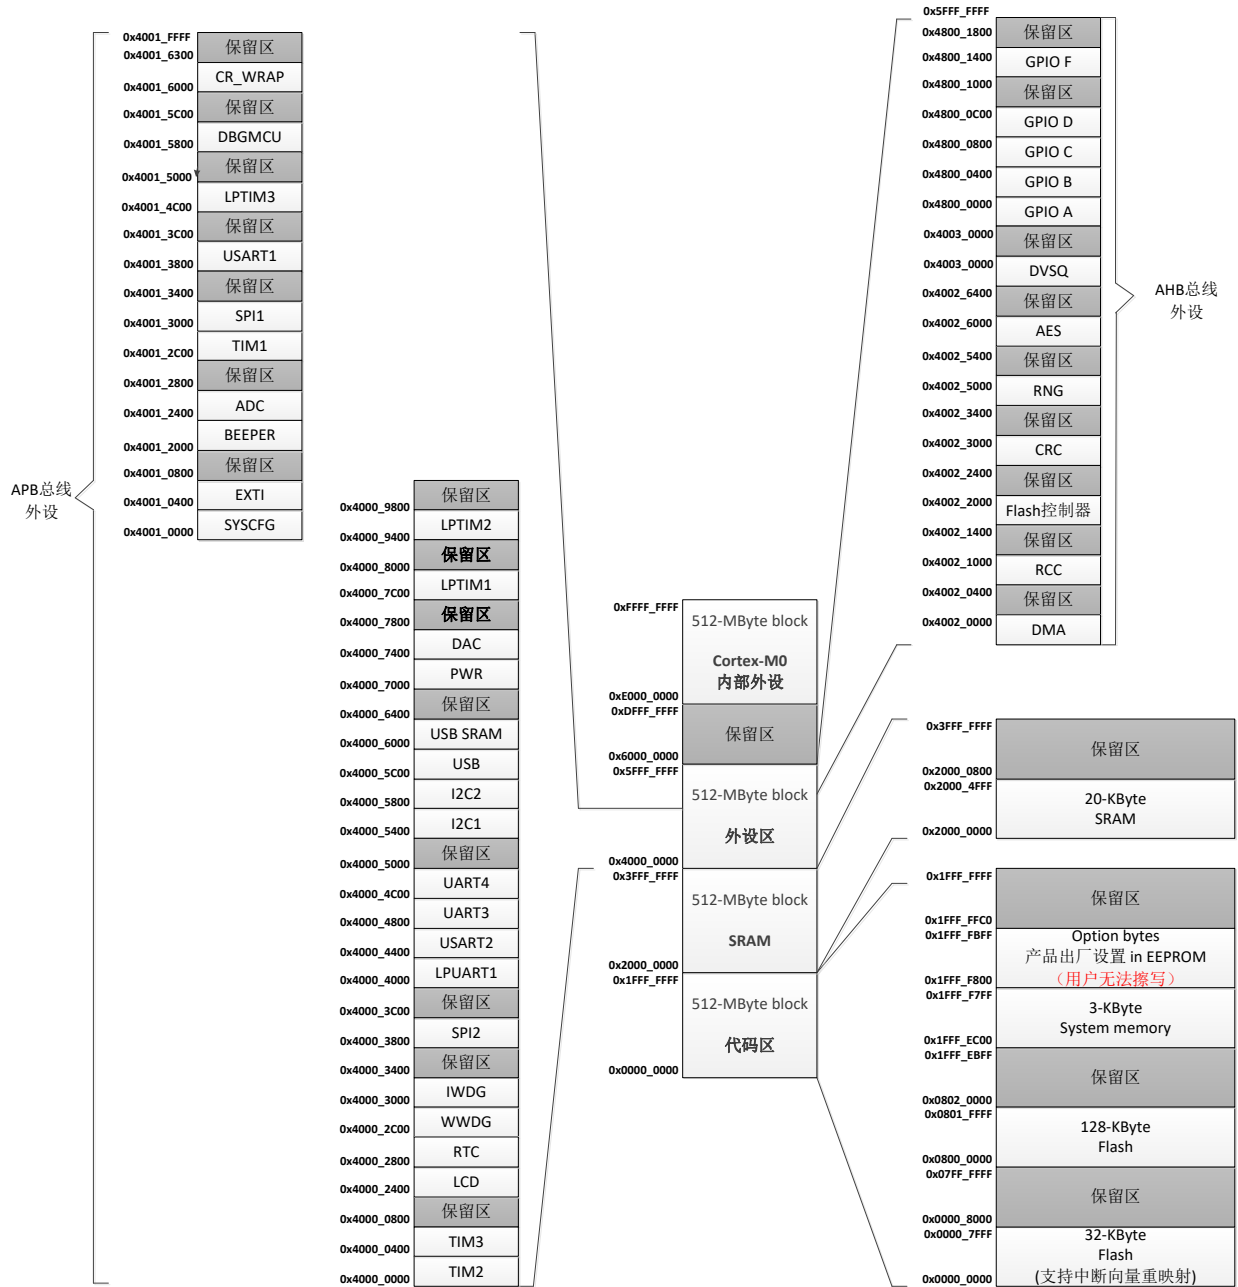 APB总线
外设
0x4001_FFFF
0x4001_6300
保留区
0x4001_6000
CR_WRAP
0x4001_5C00
保留区
0x4001_5800
DBGMCU
0x4001_5000
保留区
0x4001_4C00
LPTIM3
0x4001_3C00
保留区
0x4001_3800
USART1
0x4001_3400
保留区
0x4001_3000
SPI1
0x4001_2C00
TIM1
0x4001_2800
保留区
0x4001_2400
ADC
0x4001_2000
BEEPER
0x4001_0800
保留区
0x4001_0400
EXTI
0x4001_0000
SYSCFG
0x4000_9800
保留区
0x4000_9400
LPTIM2
0x4000_8000
保留区
0x4000_7C00
LPTIM1
0x4000_7800
保留区
0x4000_7400
DAC
0x4000_7000
PWR
0x4000_6400
保留区
0x4000_6000
USB SRAM
0x4000_5C00
USB
0x4000_5800
I2C2
0x4000_5400
I2C1
0x4000_5000
保留区
0x4000_4C00
UART4
0x4000_4800
UART3
0x4000_4400
USART2
0x4000_4000
LPUART1
0x4000_3C00
保留区
0x4000_3800
SPI2
0x4000_3400
保留区
0x4000_3000
IWDG
0x4000_2C00
WWDG
0x4000_2800
RTC
0x4000_2400
LCD
0x4000_0800
保留区
0x4000_0400
TIM3
0x4000_0000
TIM2
0xFFFF_FFFF
512-MByte block
Cortex-M0
内部外设
0xE000_0000
0xDFFF_FFFF
保留区
0x6000_0000
0x5FFF_FFFF
512-MByte block
外设区
0x4000_0000
0x3FFF_FFFF
512-MByte block
SRAM
0x2000_0000
0x1FFF_FFFF
512-MByte block
代码区
0x0000_0000
0x5FFF_FFFF
0x4800_1800
保留区
0x4800_1400
GPIO F
0x4800_1000
保留区
0x4800_0C00
GPIO D
0x4800_0800
GPIO C
0x4800_0400
GPIO B
0x4800_0000
GPIO A
0x4003_0000
保留区
0x4003_0000
DVSQ
0x4002_6400
保留区
0x4002_6000
AES
0x4002_5400
保留区
0x4002_5000
RNG
0x4002_3400
保留区
0x4002_3000
CRC
0x4002_2400
保留区
0x4002_2000
Flash控制器
0x4002_1400
保留区
0x4002_1000
RCC
0x4002_0400
保留区
0x4002_0000
DMA
AHB总线
外设
0x3FFF_FFFF
保留区
0x2000_0800
0x2000_4FFF
20-KByte
SRAM
0x2000_0000
0x1FFF_FFFF
保留区
0x1FFF_FFC0
0x1FFF_FBFF
Option bytes
产品出厂设置 in EEPROM
（用户无法擦写）
0x1FFF_F800
0x1FFF_F7FF
3-KByte
System memory
0x1FFF_EC00
0x1FFF_EBFF
保留区
0x0802_0000
0x0801_FFFF
128-KByte
Flash
0x0800_0000
0x07FF_FFFF
保留区
0x0000_8000
0x0000_7FFF
32-KByte
Flash
(支持中断向量重映射)
0x0000_0000